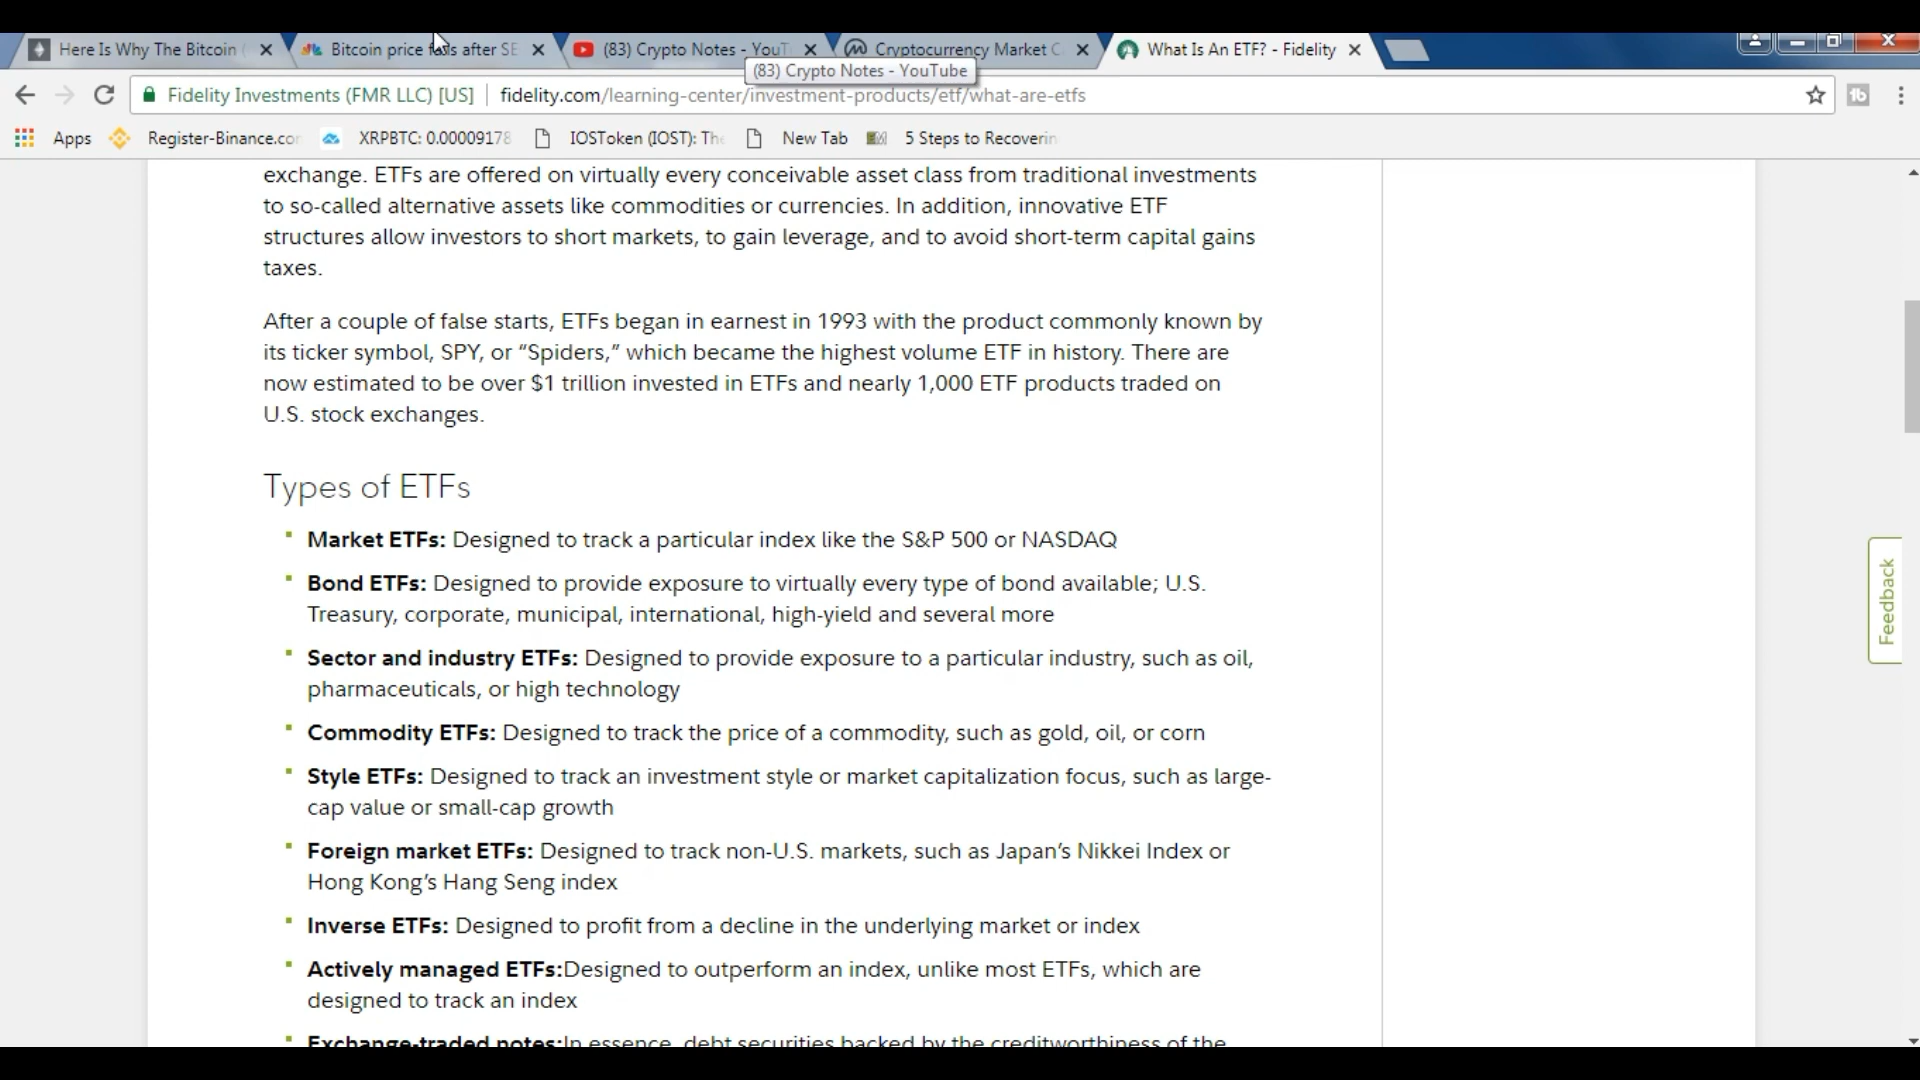 Here Is Why The Bitcoin
Bitcoin price falls after SE
(83) Crypto Notes - YouT
Cryptocurrency Market C
What Is An ETF? - Fidelity
(83) Crypto Notes - YouTube
Fidelity Investments (FMR LLC) [US]
fidelity.com/learning-center/investment-products/etf/what-are-etfs
Apps
Register-Binance.co
XRPBTC: 0.00009178
IOSToken (IOST): Th
New Tab
5 Steps to Recoverin
exchange. ETFs are offered on virtually every conceivable asset class from traditional investments
to so-called alternative assets like commodities or currencies. In addition, innovative ETF
structures allow investors to short markets, to gain leverage, and to avoid short-term capital gains
taxes.
After a couple of false starts, ETFs began in earnest in 1993 with the product commonly known by
its ticker symbol, SPY, or “Spiders,” which became the highest volume ETF in history. There are
now estimated to be over $1 trillion invested in ETFs and nearly 1,000 ETF products traded on
U.S. stock exchanges.
Types of ETFs
Market ETFs: Designed to track a particular index like the S&P 500 or NASDAQ
Bond ETFs: Designed to provide exposure to virtually every type of bond available; U.S.
Treasury, corporate, municipal, international, high-yield and several more
Sector and industry ETFs: Designed to provide exposure to a particular industry, such as oil,
pharmaceuticals, or high technology
Commodity ETFs: Designed to track the price of a commodity, such as gold, oil, or corn
Style ETFs: Designed to track an investment style or market capitalization focus, such as large-
cap value or small-cap growth
Foreign market ETFs: Designed to track non-U.S. markets, such as Japan’s Nikkei Index or
Hong Kong’s Hang Seng index
Inverse ETFs: Designed to profit from a decline in the underlying market or index
Actively managed ETFs:Designed to outperform an index, unlike most ETFs, which are
designed to track an index
Exchange-traded notes:In essence, debt securities backed by the creditworthiness of the
Feedback